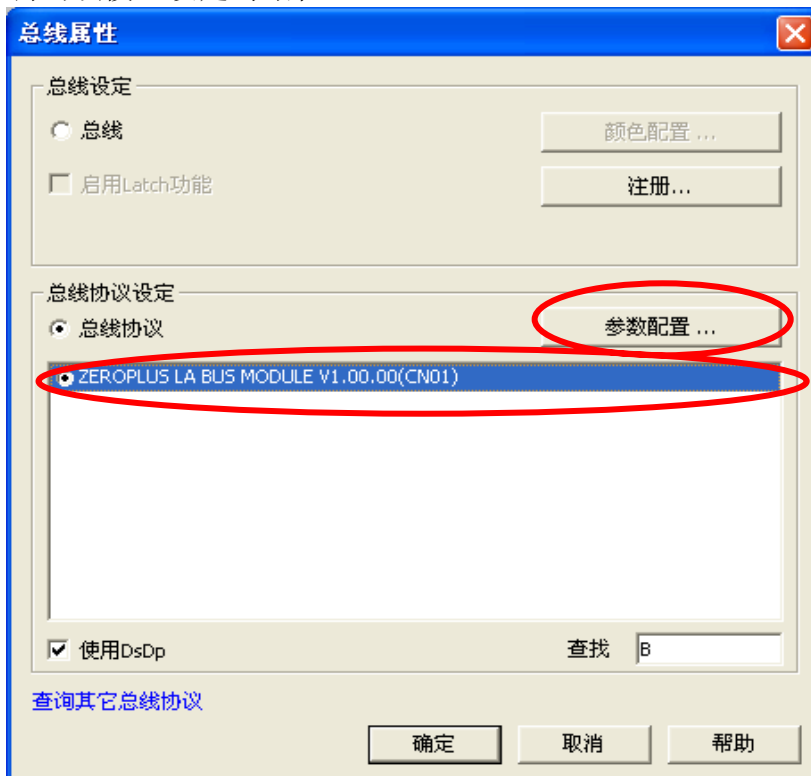 总线属性
总线设定
总线
颜色配置 ...
启用Latch功能
注册...
总线协议设定
总线协议
参数配置 ...
ZEROPLUS LA BUS MODULE V1.00.00(CN01)
使用DsDp
查找 B
查询其它总线协议
确定 取消 帮助